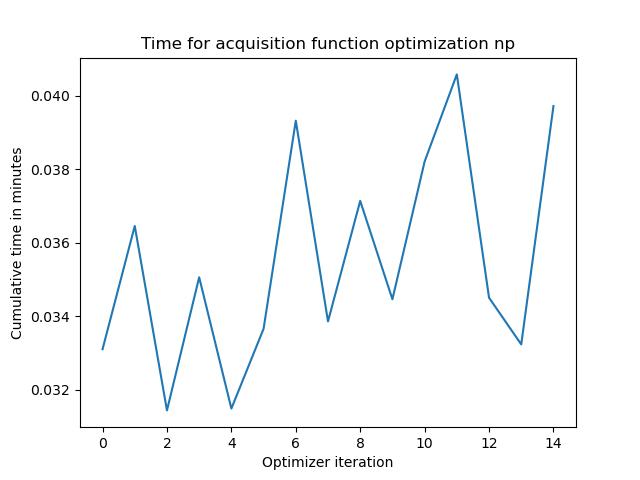 Time for acquisition function optimization np
Cumulative time in minutes
0.040
0.038
0.036
0.034
0.032
0 2 4 6 8 10 12 14
Optimizer iteration